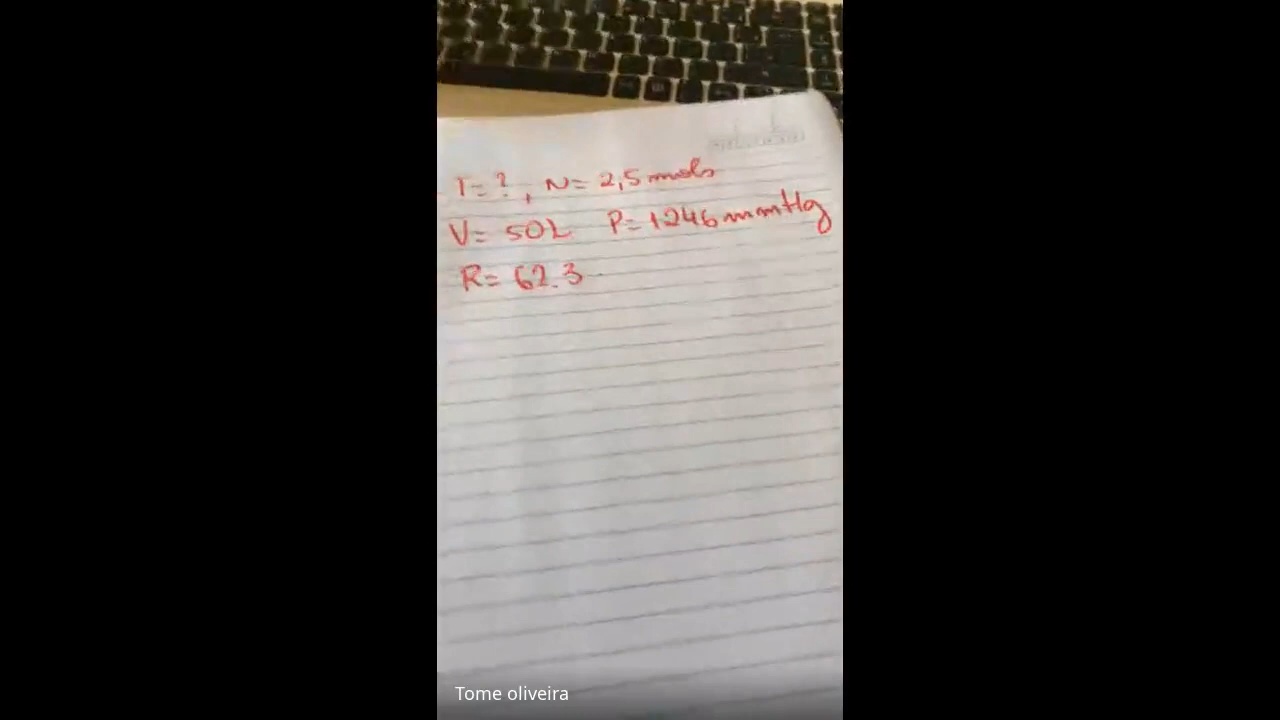 T=?, N= 2,5 mols
V= 50L P= 1246 mmHg
R= 62.3
Tome oliveira